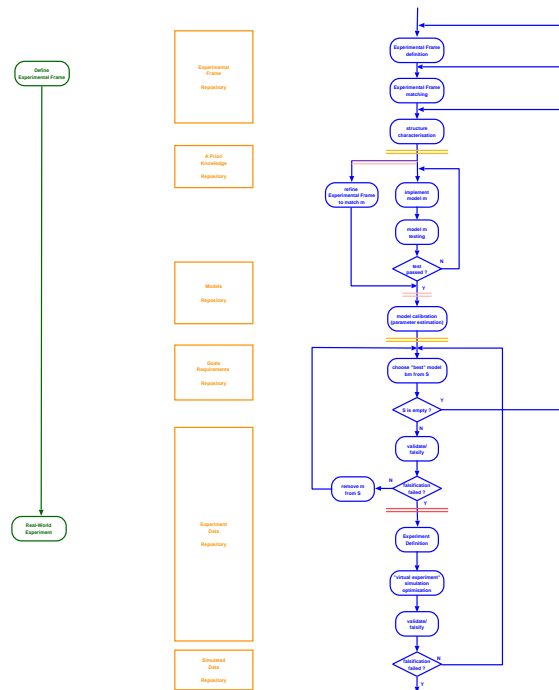 Define
Experimental Frame
Real-World
Experiment
Experimental
Frame
Repository
A Priori
Knowledge
Repository
Models
Repository
Goals
Requirements
Repository
Experiment
Data
Repository
Simulated
Data
Repository
Experimental Frame
definition
Experimental Frame
matching
structure
characterisation
refine
Experimental Frame
to match m
implement
model m
model m
testing
test
passed ?
N
Y
model calibration
(parameter estimation)
choose "best" model
bm from S
S is empty ?
Y
N
validate/
falsify
falsification
failed ?
N
Y
remove m
from S
Experiment
Definition
"virtual experiment"
simulation
optimisation
validate/
falsify
falsification
failed ?
N
Y